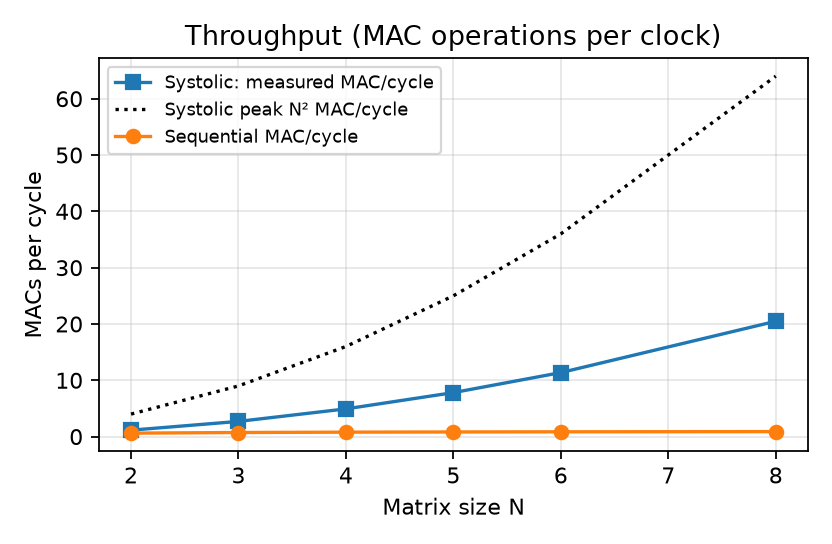 Throughput (MAC operations per clock)
Systolic: measured MAC/cycle
Systolic peak N² MAC/cycle
Sequential MAC/cycle
MACs per cycle
60
50
40
30
20
10
0
2 3 4 5 6 7 8
Matrix size N